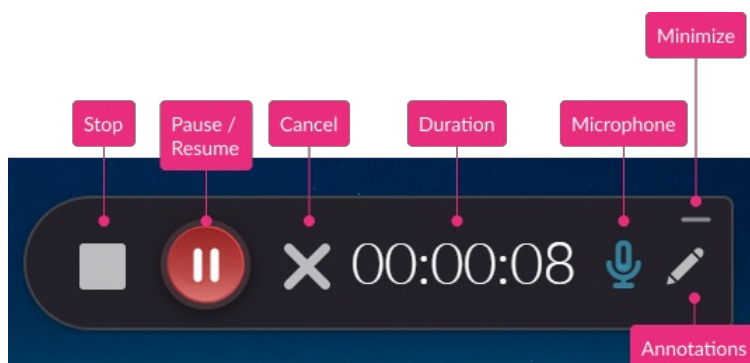 Minimize
Stop
Pause /
Resume
Cancel
Duration
Microphone
00:00:08
Annotations